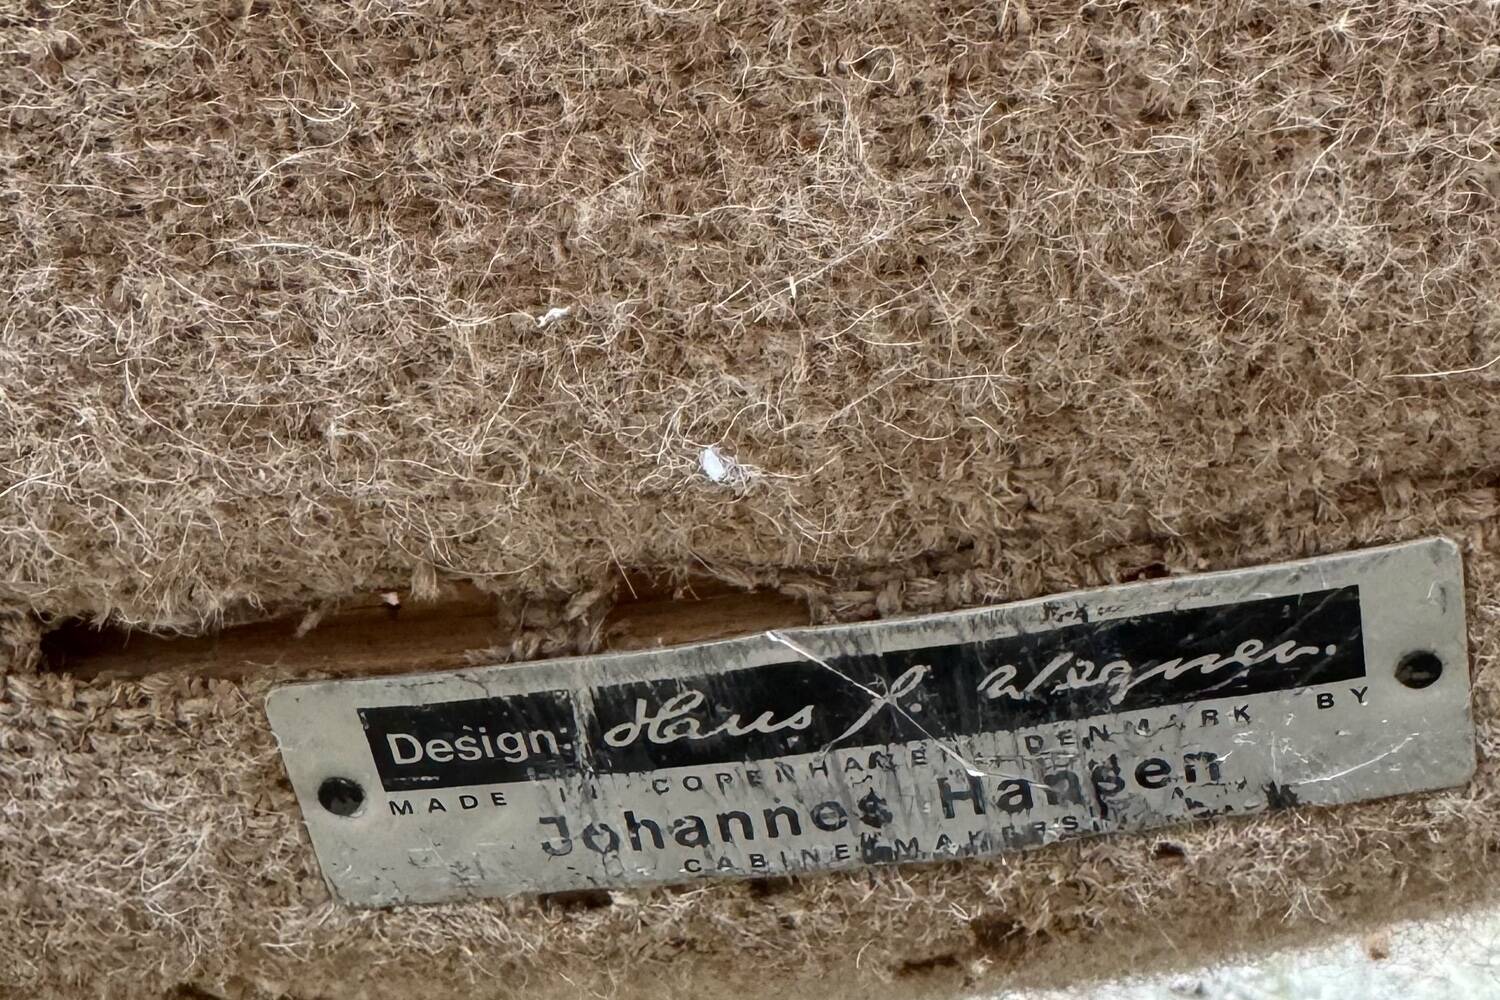 Design: Hans J. Wegner.
MADE IN COPENHAGEN DENMARK BY
Johannes Hansen
CABINETMAKERS